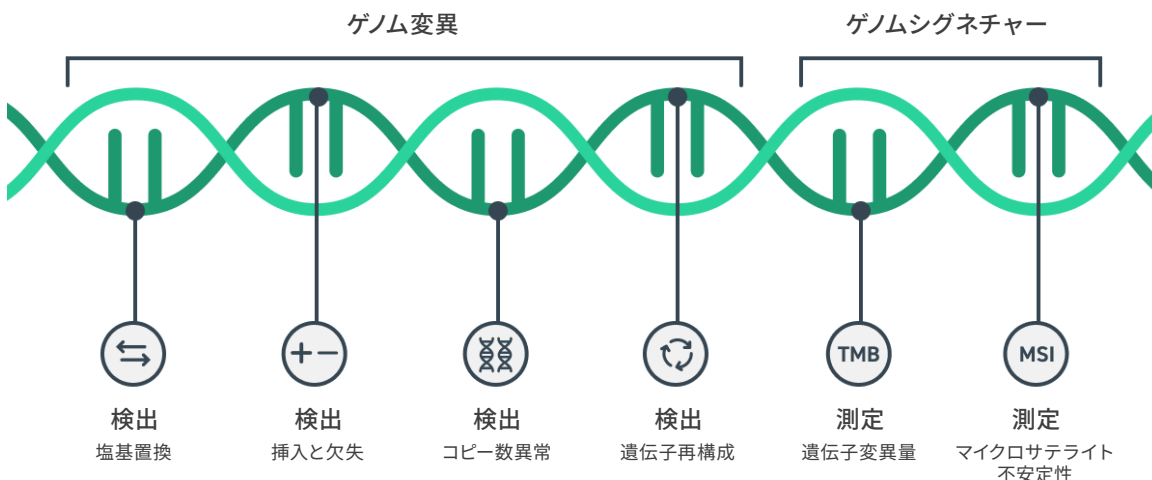 ゲノム変異
ゲノムシグネチャー
TMB
MSI
検出
塩基置換
検出
挿入と欠失
検出
コピー数異常
検出
遺伝子再構成
測定
遺伝子変異量
測定
マイクロサテライト
不安定性